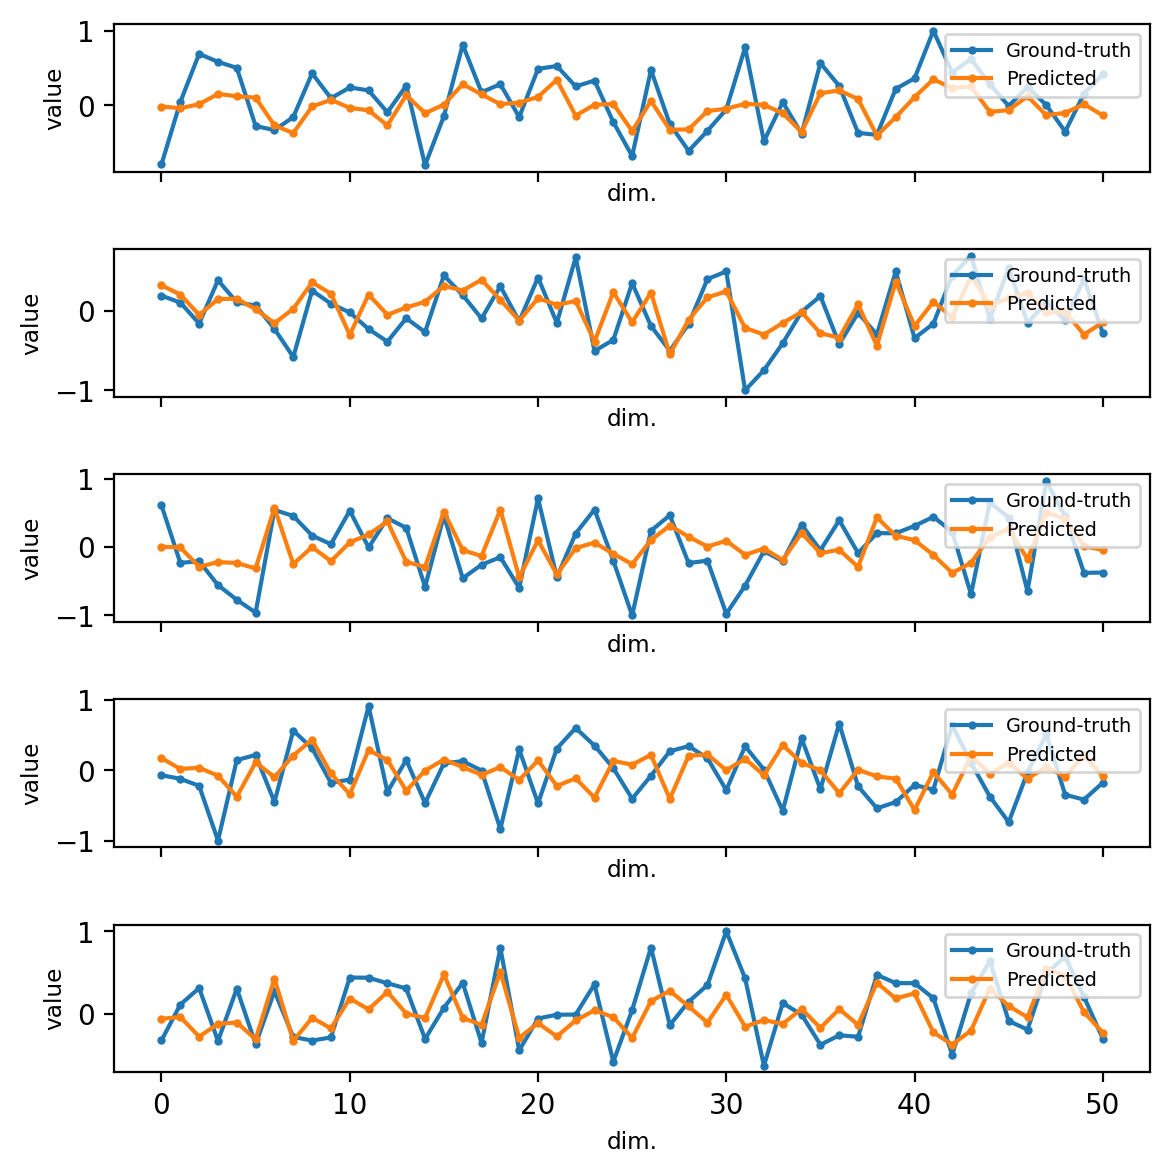 1
Ground-truth
Predicted
0
value
dim.
Ground-truth
Predicted
0
value
−1
dim.
1
Ground-truth
Predicted
0
value
−1
dim.
1
Ground-truth
Predicted
0
value
−1
dim.
1
Ground-truth
Predicted
0
value
0 10 20 30 40 50
dim.